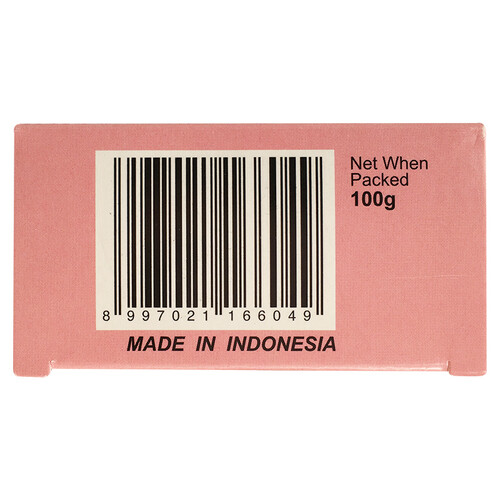 Net When
Packed
100g
8 997021 166049
MADE IN INDONESIA